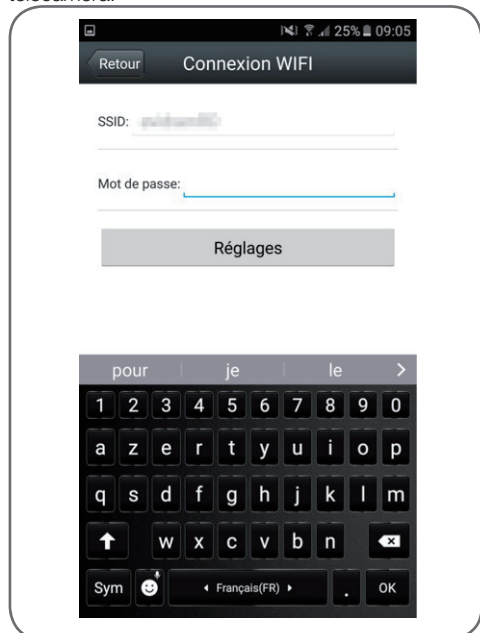 25% 09:05
Retour Connexion WIFI
SSID:
Mot de passe:
Réglages
pour je le >
1 2 3 4 5 6 7 8 9 0
a z e r t y u i o p
q s d f g h j k l m
w x c v b n
Sym Français(FR) . OK